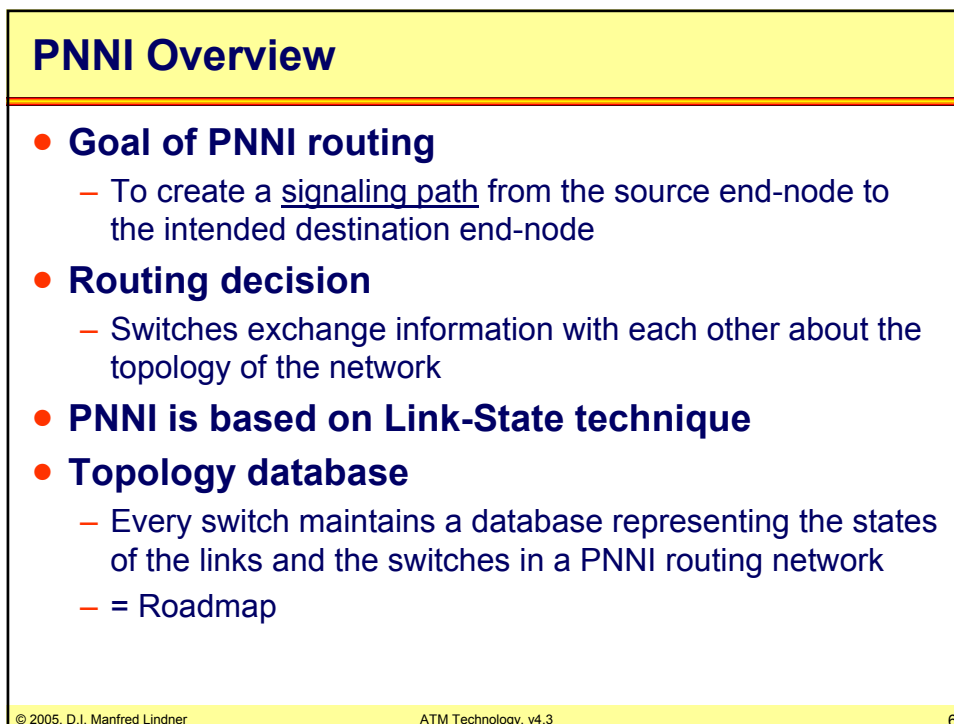 PNNI Overview
• Goal of PNNI routing
– To create a signaling path from the source end-node to
the intended destination end-node
• Routing decision
– Switches exchange information with each other about the
topology of the network
• PNNI is based on Link-State technique
• Topology database
– Every switch maintains a database representing the states
of the links and the switches in a PNNI routing network
– = Roadmap
© 2005, D.I. Manfred Lindner
ATM Technology, v4.3
6